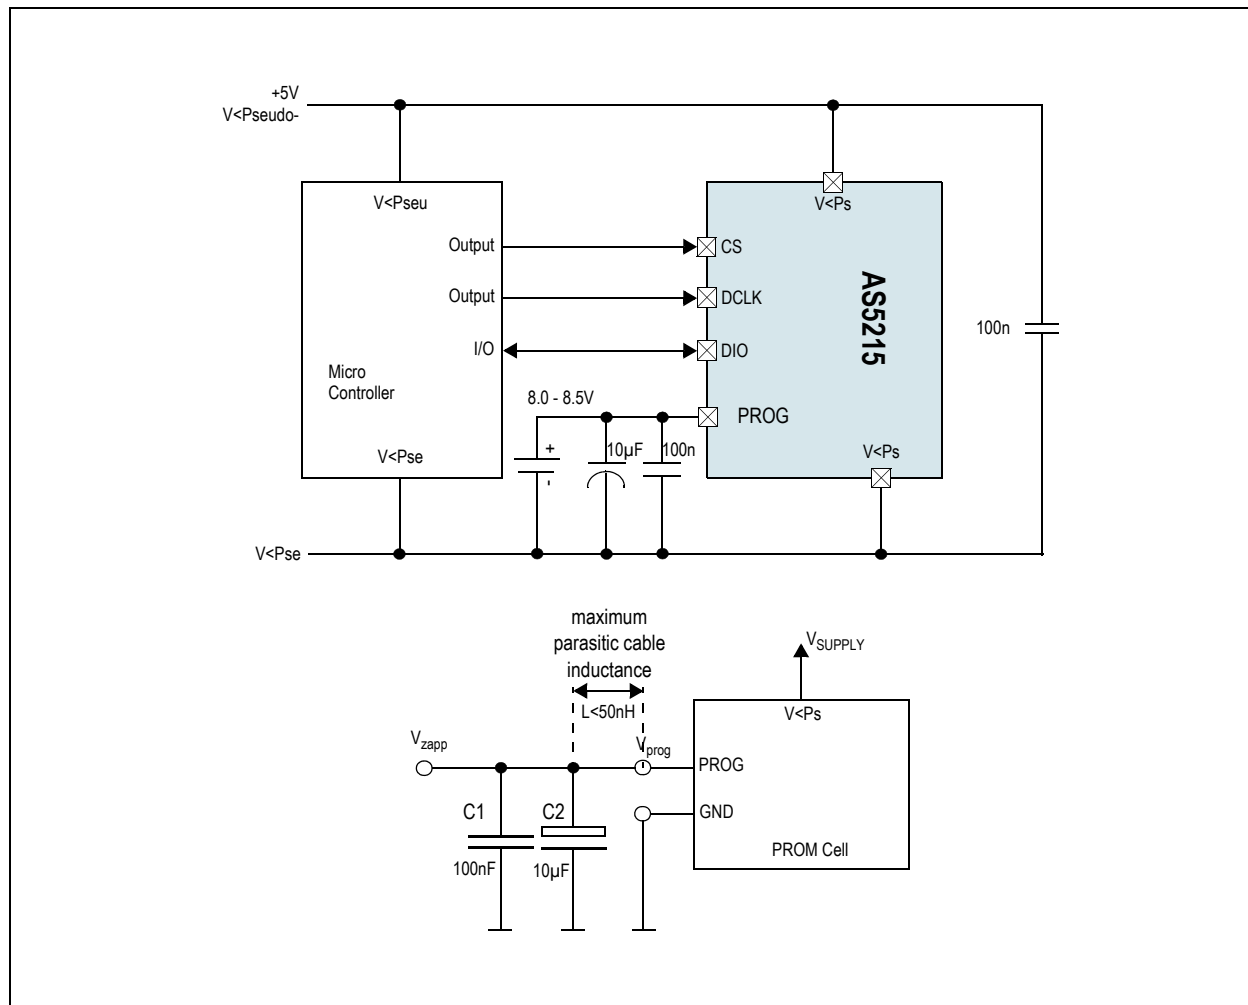 +5V
V<Pseudo-
V<Pseu
V<Ps
Output
CS
Output
DCLK
I/O
DIO
AS5215
100n
Micro
Controller
8.0 - 8.5V
PROG
+
10µF
100n
-
V<Pse
V<Ps
V<Pse
maximum
parasitic cable
inductance
L<50nH
VSUPPLY
V<Ps
Vzapp
Vprog
PROG
C1
C2
GND
100nF
10µF
PROM Cell